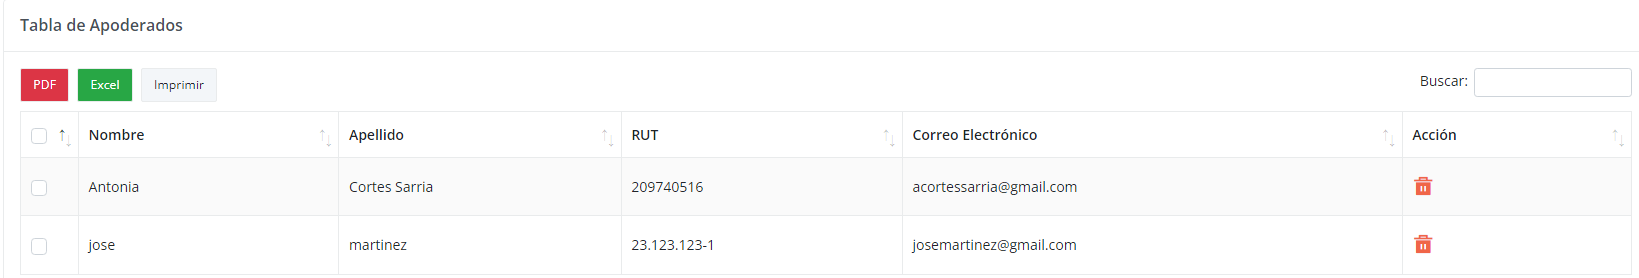 Tabla de Apoderados
PDF Excel Imprimir Buscar:
Nombre Apellido RUT Correo Electrónico Acción
Antonia Cortes Sarria 209740516 acortessarria@gmail.com
jose martinez 23.123.123-1 josemartinez@gmail.com